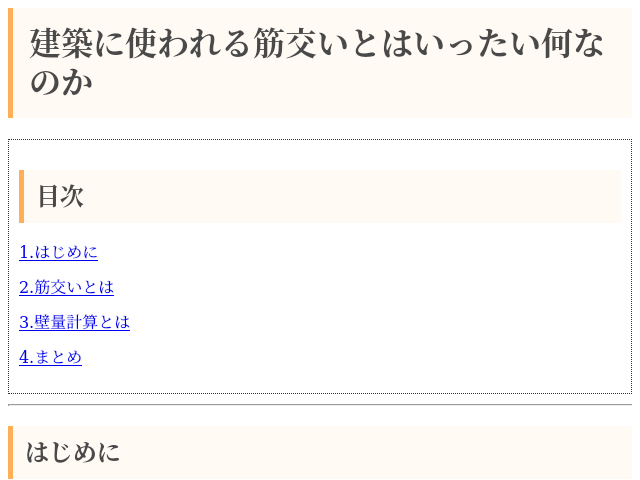 建築に使われる筋交いとはいったい何な
のか
目次
1.はじめに
2.筋交いとは
3.壁量計算とは
4.まとめ
はじめに